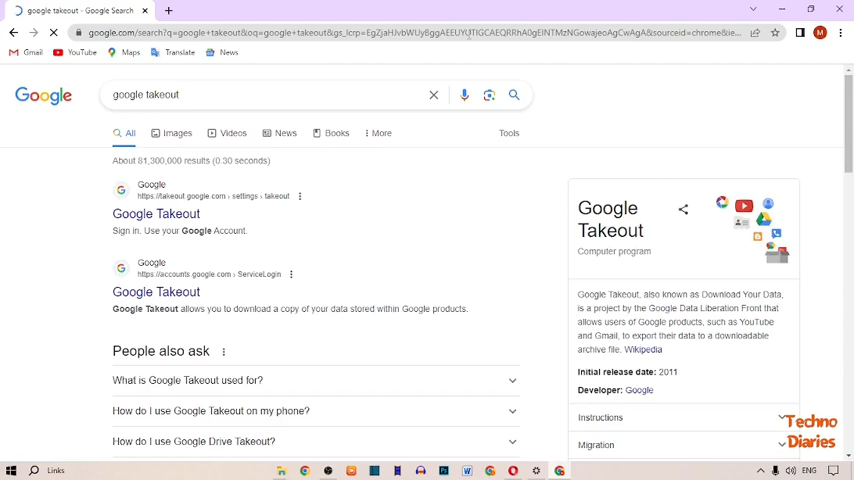 google takeout - Google Search
google.com/search?q=google+takeout&oq=google+takeout&gs_lcrp=
Gmail YouTube Maps Translate News
Google
google takeout
All Images Videos News Books More Tools
About 81,300,000 results (0.30 seconds)
Google
https://takeout.google.com › settings › takeout
Google Takeout
Sign in. Use your Google Account.
Google
https://accounts.google.com › ServiceLogin
Google Takeout
Google Takeout allows you to download a copy of your data stored within Google products.
People also ask
What is Google Takeout used for?
How do I use Google Takeout on my phone?
How do I use Google Drive Takeout?
Google
Takeout
Computer program
Google Takeout, also known as Download Your Data,
is a project by the Google Data Liberation Front that
allows users of Google products, such as YouTube
and Gmail, to export their data to a downloadable
archive file. Wikipedia
Initial release date: 2011
Developer: Google
Instructions
Migration
Techno
Diaries
Links
ENG